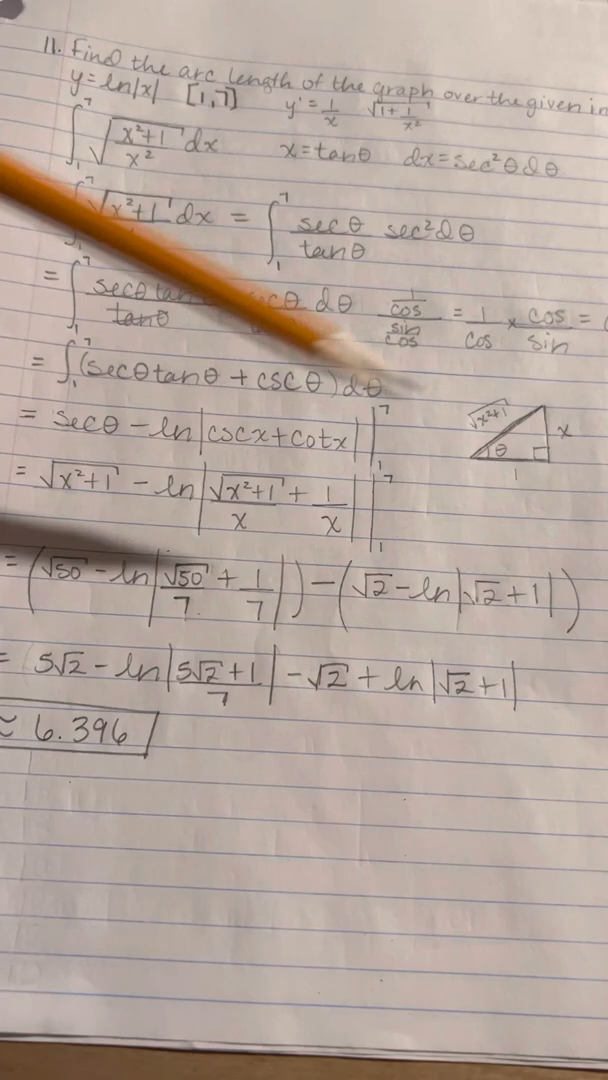 11. Find the arc length of the graph over the given in
y=ln|x| [1,7] y'=1/x √(1+1/x²)
∫₁⁷ √((x²+1)/x²) dx x=tanθ dx=sec²θdθ
∫₁⁷ √(x²+1) dx = ∫₁⁷ secθ/tanθ sec²dθ
= ∫₁⁷ secθ tan /tanθ θ dθ (1/cos)/(sin/cos) = 1/cos × cos/sin =
= ∫₁⁷ (secθtanθ + cscθ)dθ
= secθ - ln|cscx+cotx| |₁⁷ √(x²+1) x θ 1
= √(x²+1) - ln|√(x²+1)/x + 1/x| |₁⁷
= (√50 - ln|√50/7 + 1/7|) - (√2 - ln|√2+1|)
= 5√2 - ln|(5√2+1)/7| - √2 + ln|√2+1|
≈ 6.396